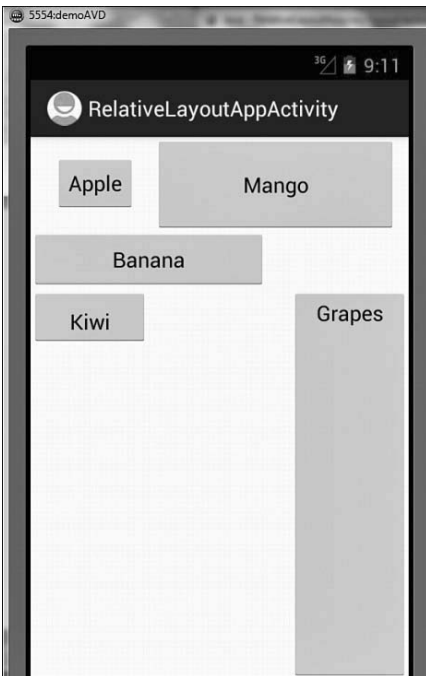 5554:demoAVD
3G 9:11
RelativeLayoutAppActivity
Apple
Mango
Banana
Kiwi
Grapes